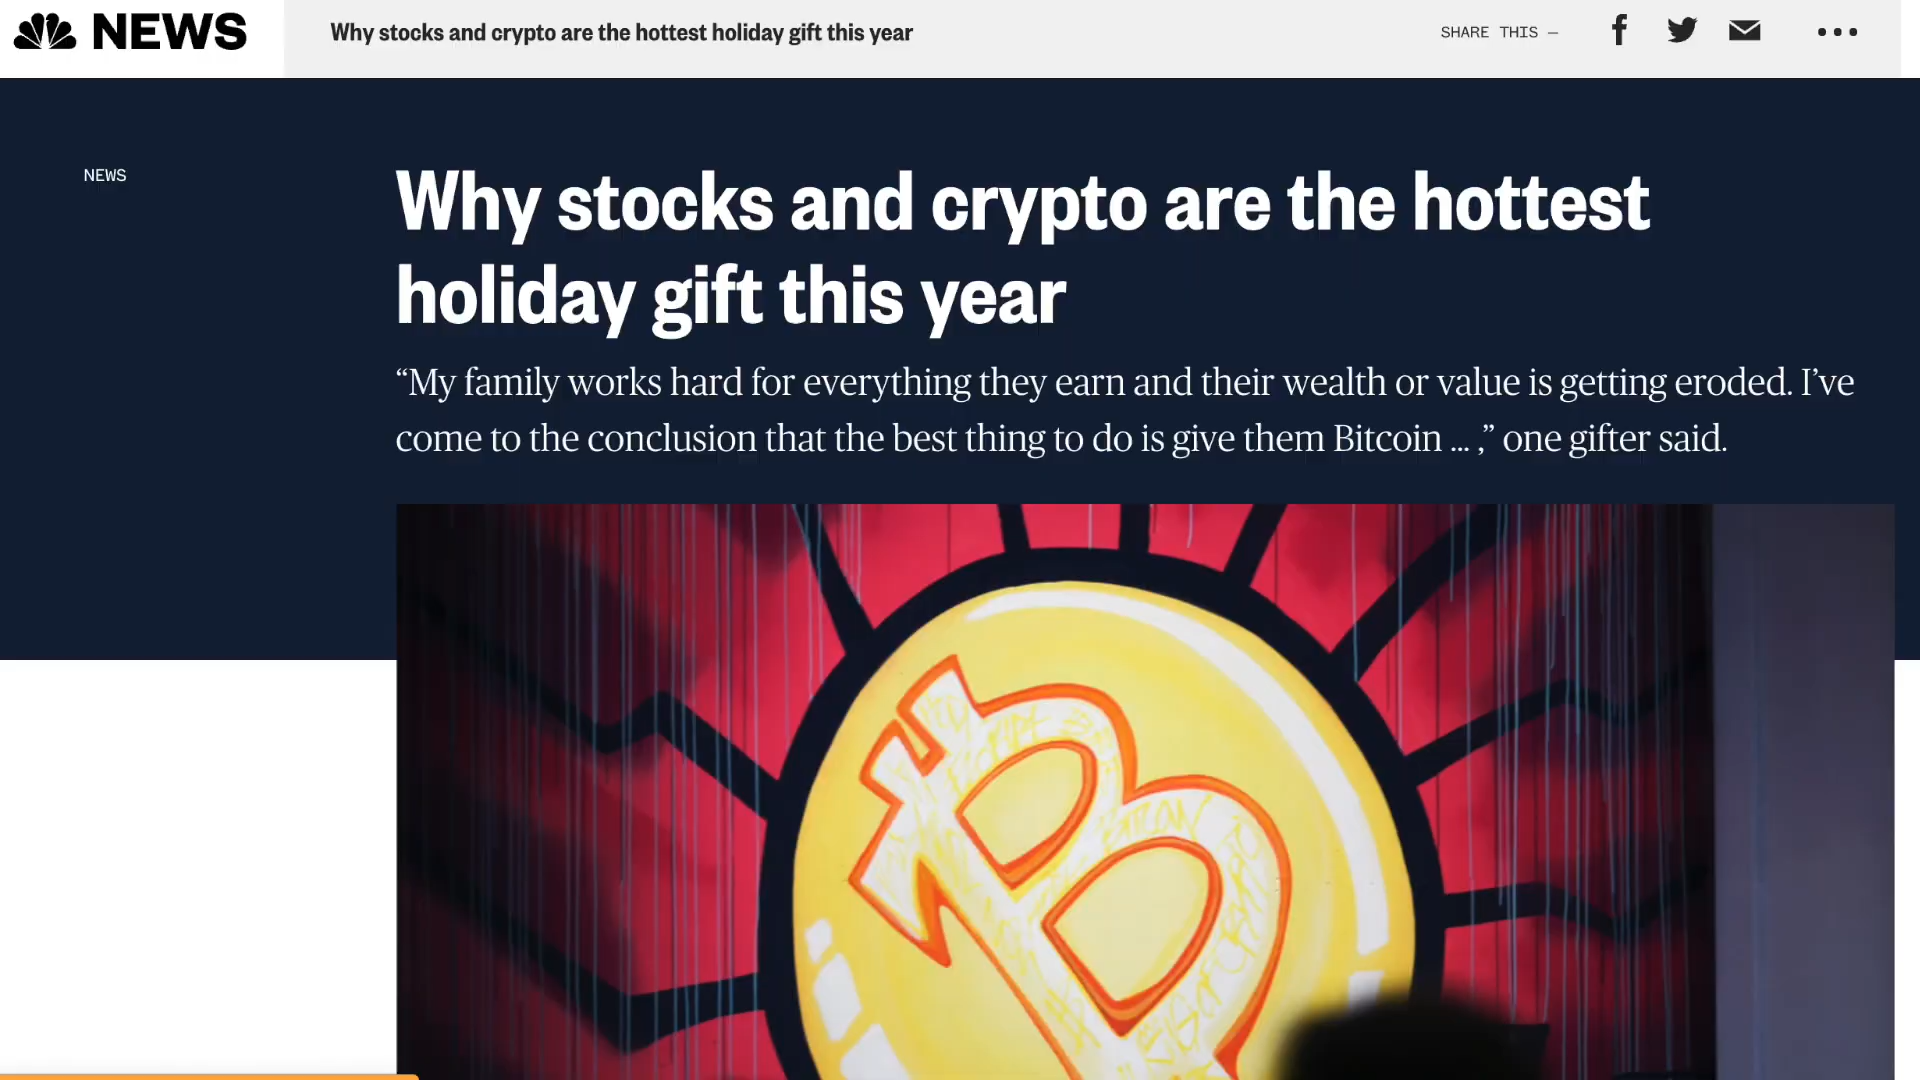 NEWS
Why stocks and crypto are the hottest holiday gift this year
SHARE THIS —
NEWS
Why stocks and crypto are the hottest
holiday gift this year
“My family works hard for everything they earn and their wealth or value is getting eroded. I’ve
come to the conclusion that the best thing to do is give them Bitcoin ... ,” one gifter said.